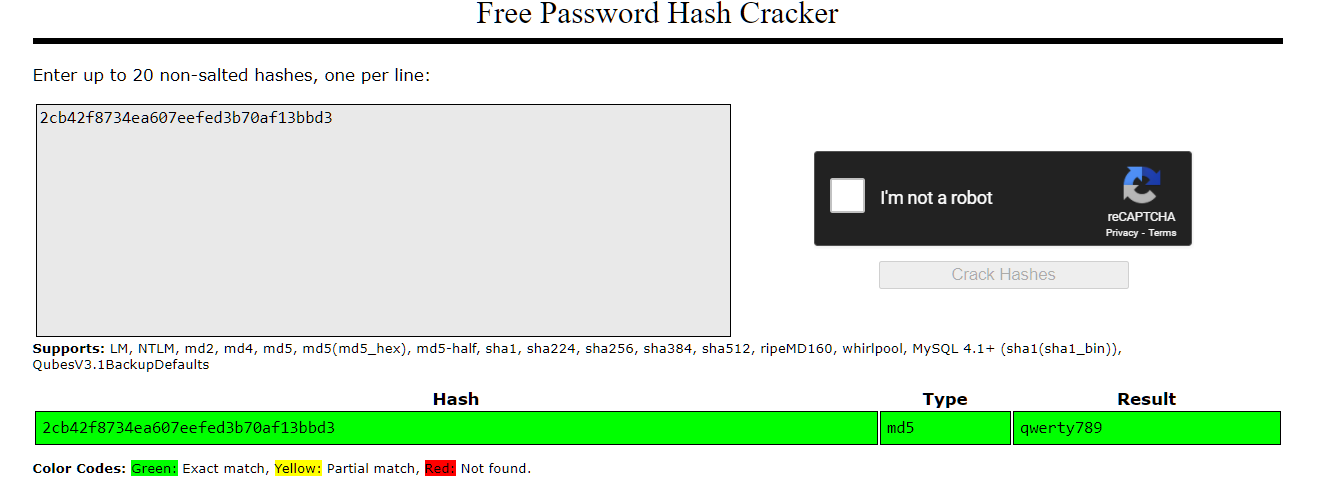 Free Password Hash Cracker
Enter up to 20 non-salted hashes, one per line:
2cb42f8734ea607eefed3b70af13bbd3
I'm not a robot
reCAPTCHA
Privacy - Terms
Crack Hashes
Supports: LM, NTLM, md2, md4, md5, md5(md5_hex), md5-half, sha1, sha224, sha256, sha384, sha512, ripeMD160, whirlpool, MySQL 4.1+ (sha1(sha1_bin)),
QubesV3.1BackupDefaults
Hash Type Result
2cb42f8734ea607eefed3b70af13bbd3 md5 qwerty789
Color Codes: Green: Exact match, Yellow: Partial match, Red: Not found.